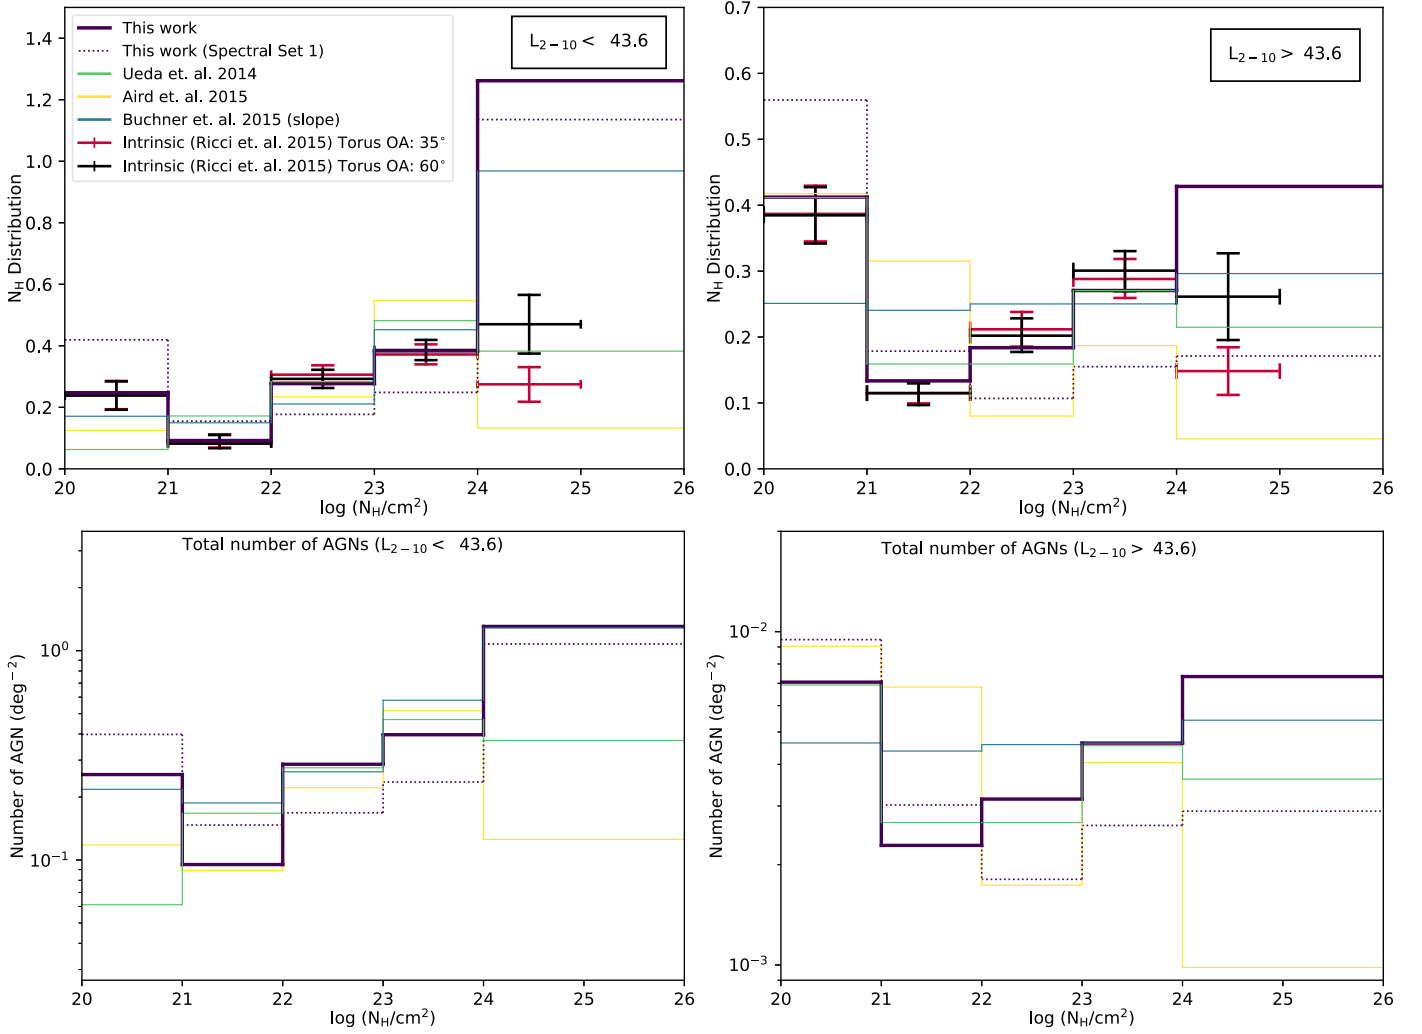 L₂₋₁₀ < 43.6
This work
This work (Spectral Set 1)
Ueda et. al. 2014
Aird et. al. 2015
Buchner et. al. 2015 (slope)
Intrinsic (Ricci et. al. 2015) Torus OA: 35°
Intrinsic (Ricci et. al. 2015) Torus OA: 60°
1.4
1.2
1.0
0.8
0.6
0.4
0.2
0.0
N_H Distribution
20 21 22 23 24 25 26
log (N_H/cm²)
L₂₋₁₀ > 43.6
0.7
0.6
0.5
0.4
0.3
0.2
0.1
0.0
N_H Distribution
20 21 22 23 24 25 26
log (N_H/cm²)
Total number of AGNs (L₂₋₁₀ < 43.6)
10⁰
10⁻¹
Number of AGN (deg⁻²)
20 21 22 23 24 25 26
log (N_H/cm²)
Total number of AGNs (L₂₋₁₀ > 43.6)
10⁻²
10⁻³
Number of AGN (deg⁻²)
20 21 22 23 24 25 26
log (N_H/cm²)